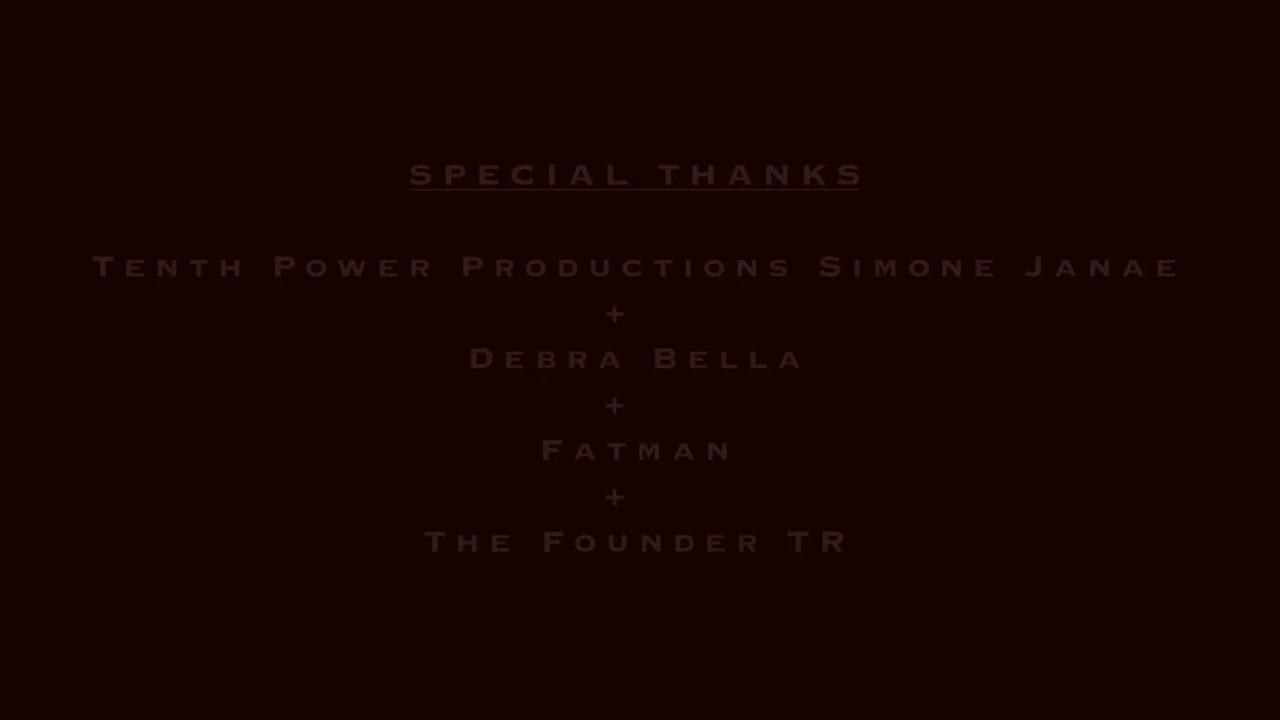 SPECIAL THANKS
TENTH POWER PRODUCTIONS SIMONE JANAE
+
DEBRA BELLA
+
FATMAN
+
THE FOUNDER TR